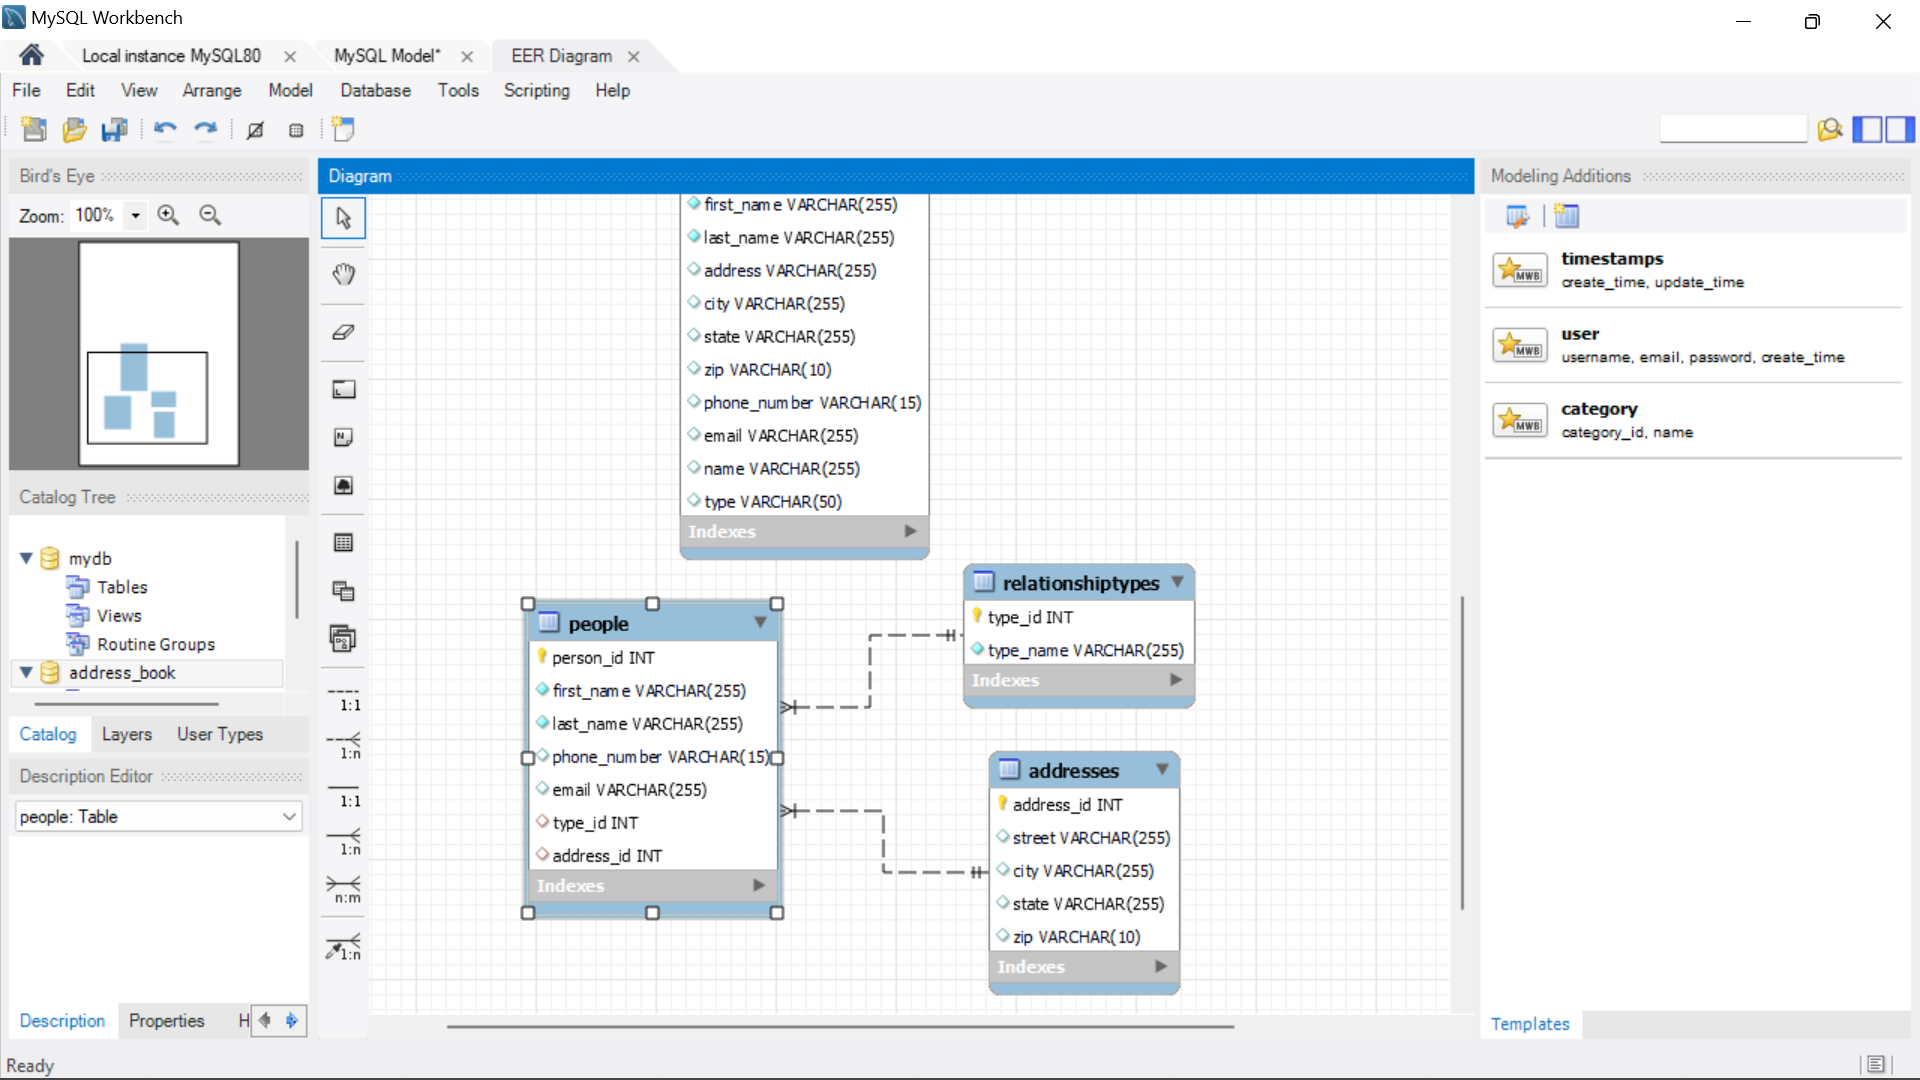 MySQL Workbench
Local instance MySQL80
MySQL Model*
EER Diagram
File Edit View Arrange Model Database Tools Scripting Help
Bird's Eye
Zoom: 100%
Catalog Tree
mydb
Tables
Views
Routine Groups
address_book
Catalog Layers User Types
Description Editor
people: Table
Description Properties H
Ready
Diagram
1:1
1:n
1:1
1:n
n:m
1:n
first_name VARCHAR(255)
last_name VARCHAR(255)
address VARCHAR(255)
city VARCHAR(255)
state VARCHAR(255)
zip VARCHAR(10)
phone_number VARCHAR(15)
email VARCHAR(255)
name VARCHAR(255)
type VARCHAR(50)
Indexes
people
person_id INT
first_name VARCHAR(255)
last_name VARCHAR(255)
phone_number VARCHAR(15)
email VARCHAR(255)
type_id INT
address_id INT
Indexes
relationshiptypes
type_id INT
type_name VARCHAR(255)
Indexes
addresses
address_id INT
street VARCHAR(255)
city VARCHAR(255)
state VARCHAR(255)
zip VARCHAR(10)
Indexes
Modeling Additions
MWB
timestamps
create_time, update_time
MWB
user
username, email, password, create_time
MWB
category
category_id, name
Templates